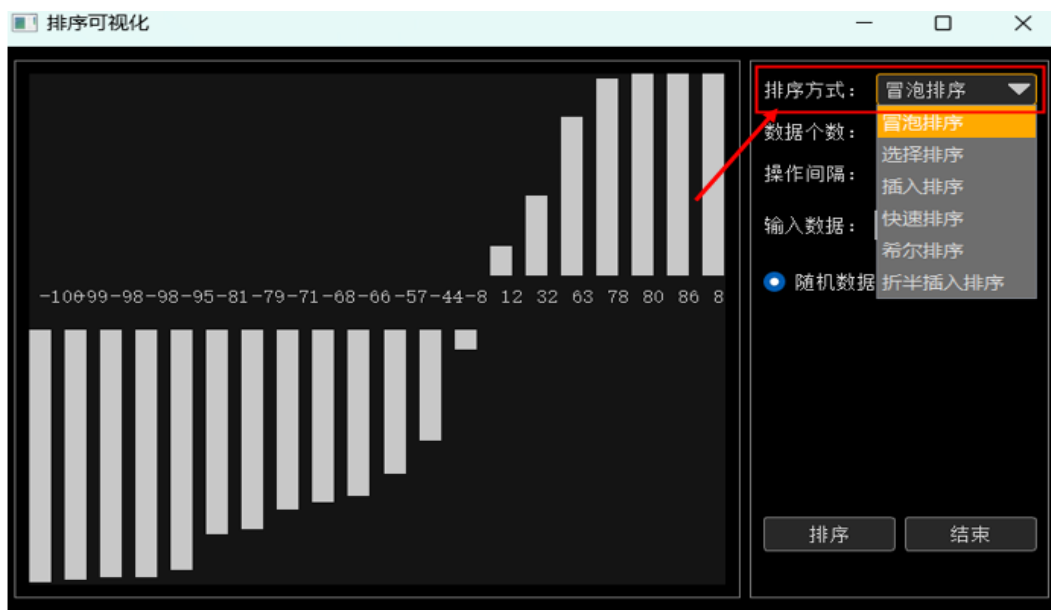 排序可视化
排序方式： 冒泡排序
冒泡排序
数据个数：
选择排序
操作间隔：
插入排序
输入数据： 快速排序
希尔排序
随机数据 折半插入排序
-100-99-98-98-95-81-79-71-68-66-57-44-8 12 32 63 78 80 86 8
排序 结束